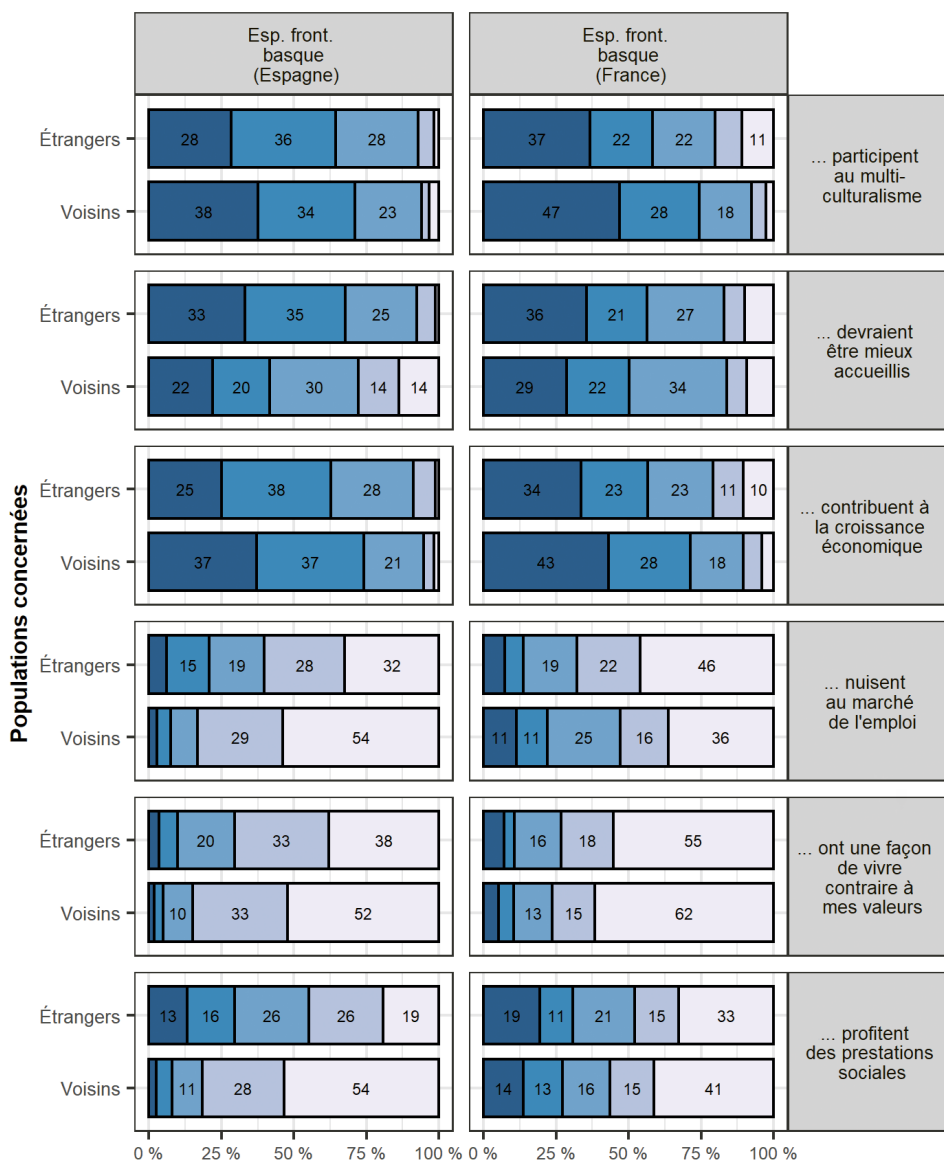 Esp. front.
basque
(Espagne)
Esp. front.
basque
(France)
Populations concernées
Étrangers
28 36 28
37 22 22 11
Voisins
38 34 23
47 28 18
... participent
au multi-
culturalisme
Étrangers
33 35 25
36 21 27
Voisins
22 20 30 14 14
29 22 34
... devraient
être mieux
accueillis
Étrangers
25 38 28
34 23 23 11 10
Voisins
37 37 21
43 28 18
... contribuent à
la croissance
économique
Étrangers
15 19 28 32
19 22 46
Voisins
29 54
11 11 25 16 36
... nuisent
au marché
de l'emploi
Étrangers
20 33 38
16 18 55
Voisins
10 33 52
13 15 62
... ont une façon
de vivre
contraire à
mes valeurs
Étrangers
13 16 26 26 19
19 11 21 15 33
Voisins
11 28 54
14 13 16 15 41
... profitent
des prestations
sociales
0 % 25 % 50 % 75 % 100 %
0 % 25 % 50 % 75 % 100 %